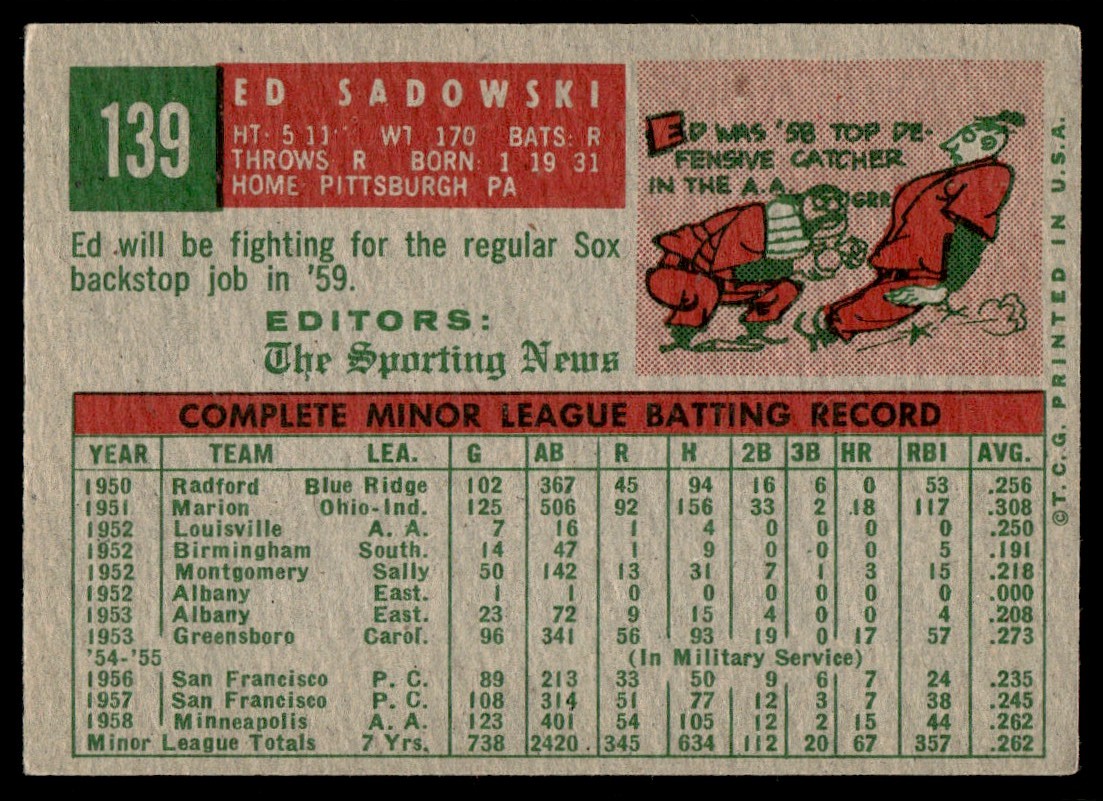 139
ED SADOWSKI
HT: 5 11" WT 170 BATS: R
THROWS R BORN: 1 19 31
HOME PITTSBURGH PA
Ed will be fighting for the regular Sox
backstop job in '59.
EDITORS:
The Sporting News
ED WAS '58 TOP DE-
FENSIVE CATCHER
IN THE A.A.
GRR
©T.C.G. PRINTED IN U.S.A.
COMPLETE MINOR LEAGUE BATTING RECORD
YEAR TEAM LEA. G AB R H 2B 3B HR RBI AVG.
1950 Radford Blue Ridge 102 367 45 94 16 6 0 53 .256
1951 Marion Ohio-Ind. 125 506 92 156 33 2 18 117 .308
1952 Louisville A. A. 7 16 1 4 0 0 0 0 .250
1952 Birmingham South. 14 47 1 9 0 0 0 5 .191
1952 Montgomery Sally 50 142 13 31 7 1 3 15 .218
1952 Albany East. 1 1 0 0 0 0 0 0 .000
1953 Albany East. 23 72 9 15 4 0 0 4 .208
1953 Greensboro Carol. 96 341 56 93 19 0 17 57 .273
'54-'55 (In Military Service)
1956 San Francisco P. C. 89 213 33 50 9 6 7 24 .235
1957 San Francisco P. C. 108 314 51 77 12 3 7 38 .245
1958 Minneapolis A. A. 123 401 54 105 12 2 15 44 .262
Minor League Totals 7 Yrs. 738 2420 345 634 112 20 67 357 .262